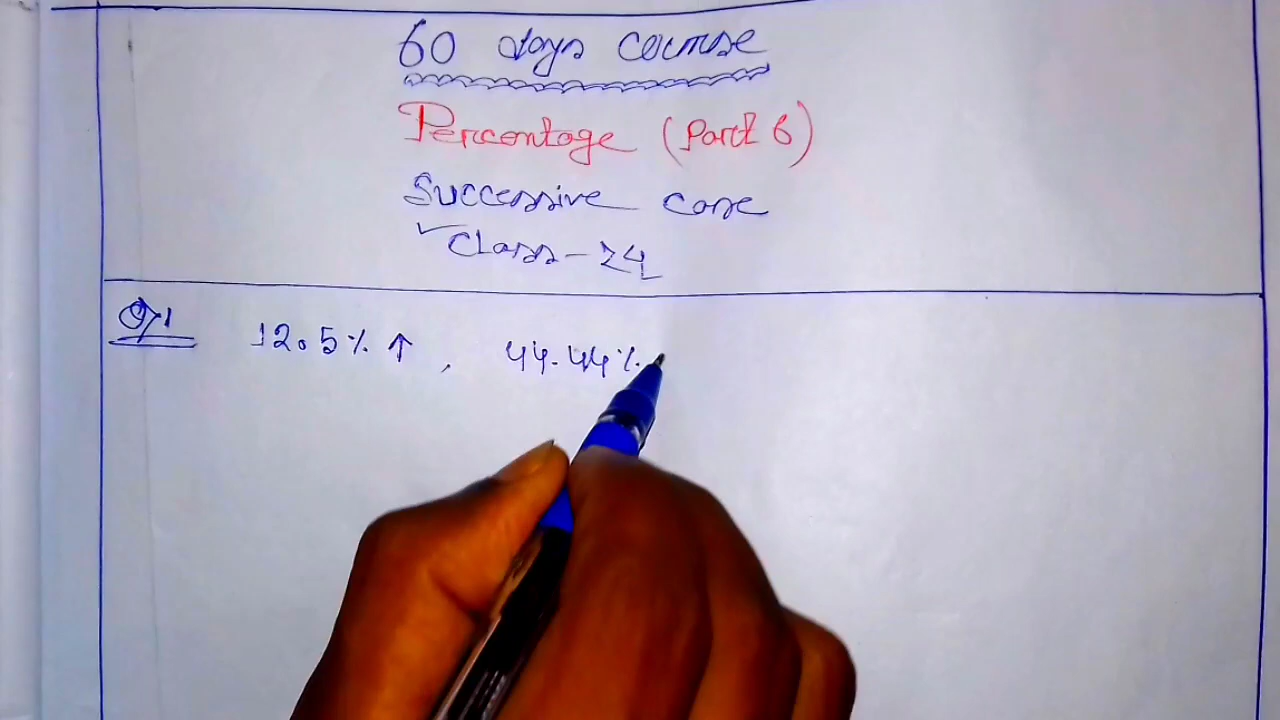 60 days course
Percentage (Part 6)
Successive case
✓Class-24
Q1 12.5% ↑ , 44.44%